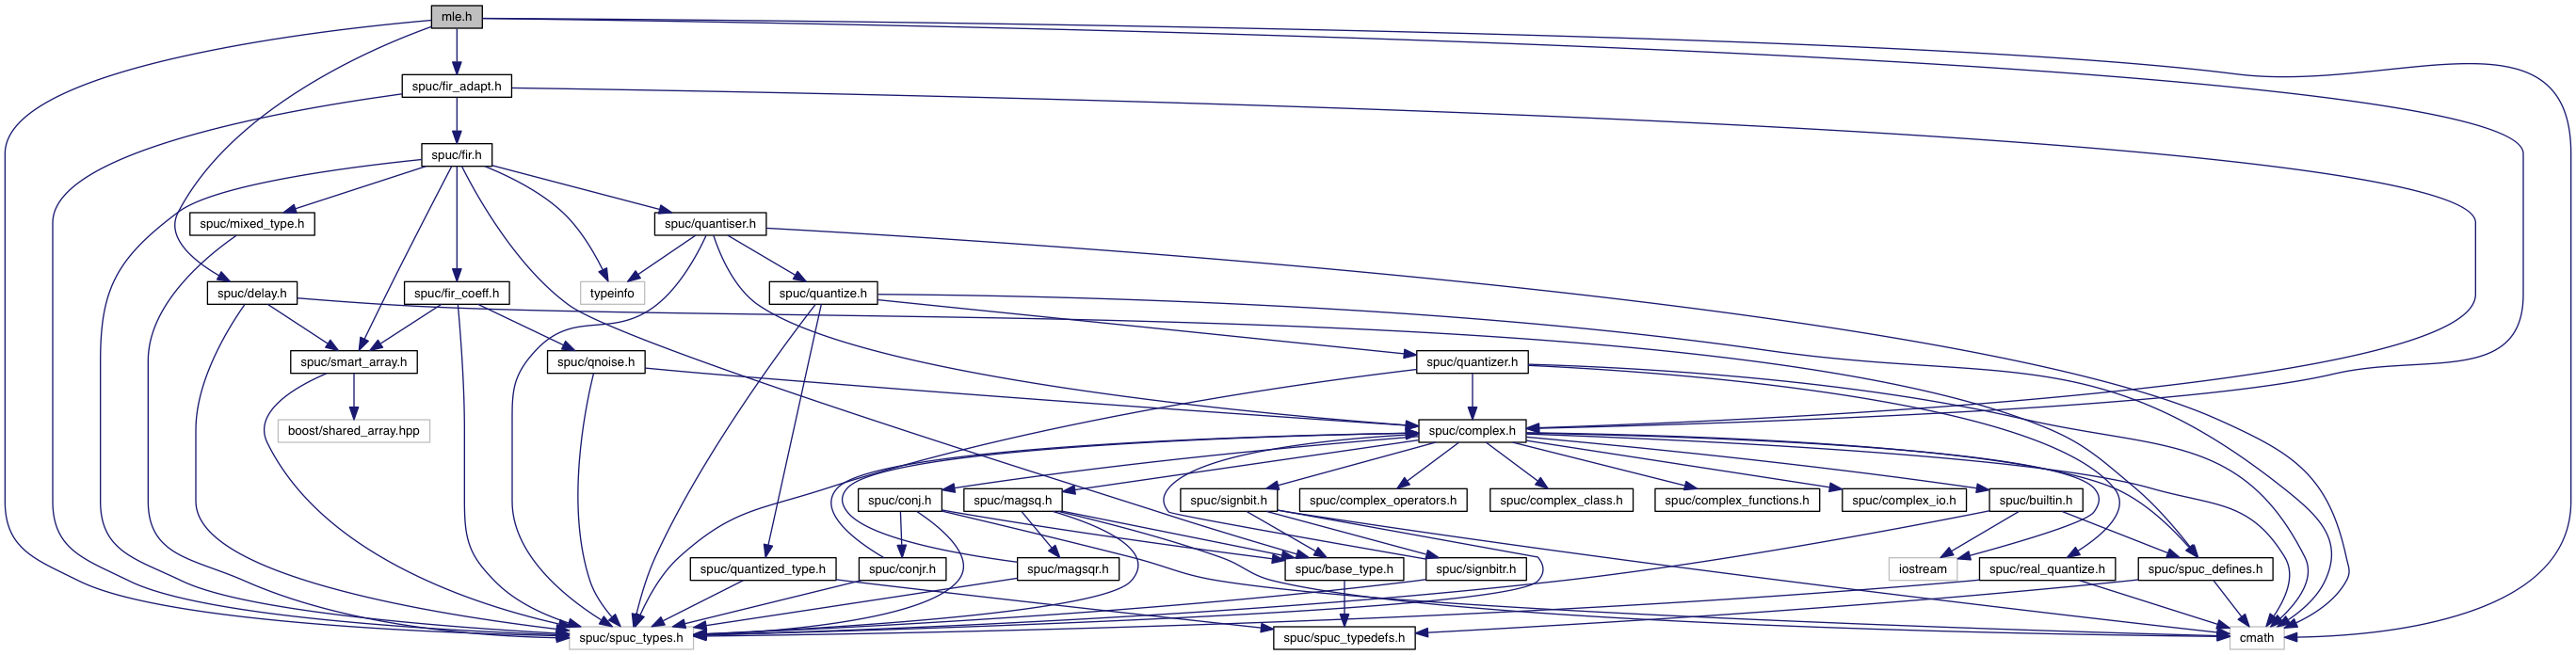 mle.h
spuc/fir_adapt.h
spuc/fir.h
spuc/mixed_type.h
spuc/quantiser.h
spuc/delay.h
spuc/fir_coeff.h
typeinfo
spuc/quantize.h
spuc/smart_array.h
spuc/qnoise.h
spuc/quantizer.h
boost/shared_array.hpp
spuc/complex.h
spuc/conj.h
spuc/magsq.h
spuc/signbit.h
spuc/complex_operators.h
spuc/complex_class.h
spuc/complex_functions.h
spuc/complex_io.h
spuc/builtin.h
spuc/quantized_type.h
spuc/conjr.h
spuc/magsqr.h
spuc/base_type.h
spuc/signbitr.h
iostream
spuc/real_quantize.h
spuc/spuc_defines.h
spuc/spuc_types.h
spuc/spuc_typedefs.h
cmath